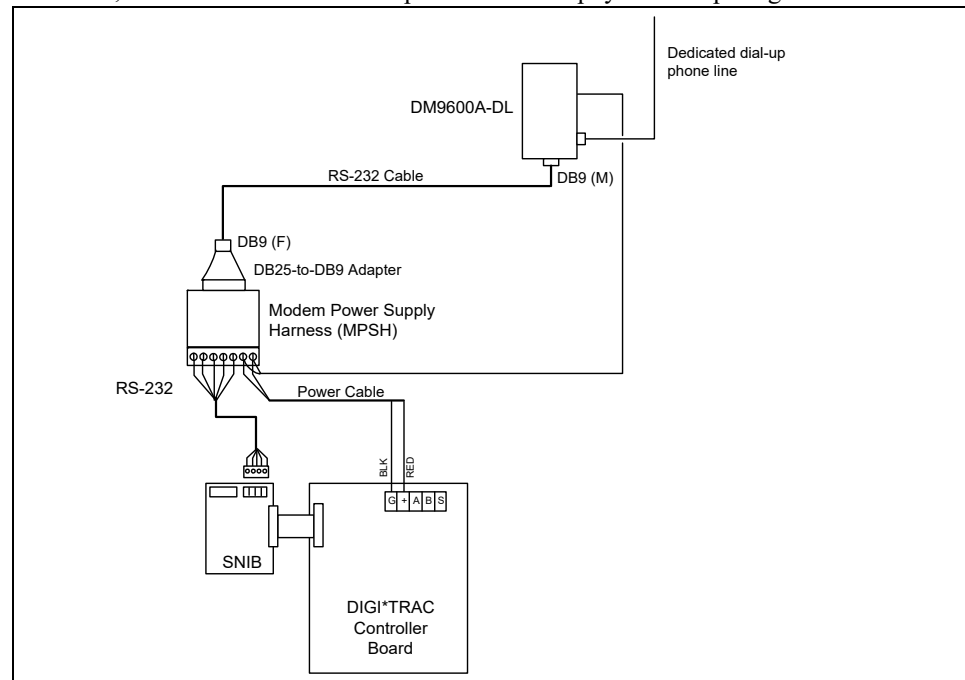 Dedicated dial-up
phone line
DM9600A-DL
RS-232 Cable
DB9 (M)
DB9 (F)
DB25-to-DB9 Adapter
Modem Power Supply
Harness (MPSH)
RS-232
Power Cable
BLK
RED
G + A B S
SNIB
DIGI*TRAC
Controller
Board